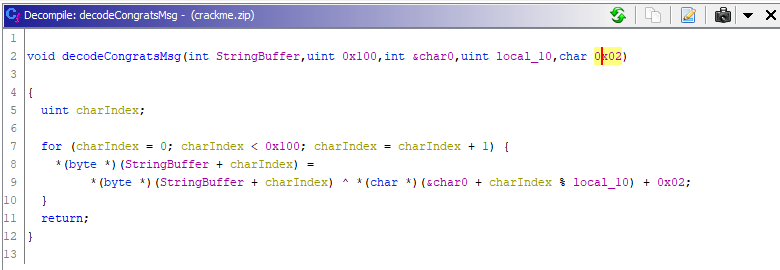 Decompile: decodeCongratsMsg - (crackme.zip)
1
2 void decodeCongratsMsg(int StringBuffer,uint 0x100,int &char0,uint local_10,char 0x02)
3
4 {
5 uint charIndex;
6
7 for (charIndex = 0; charIndex < 0x100; charIndex = charIndex + 1) {
8 *(byte *)(StringBuffer + charIndex) =
9 *(byte *)(StringBuffer + charIndex) ^ *(char *)(&char0 + charIndex % local_10) + 0x02;
10 }
11 return;
12 }
13